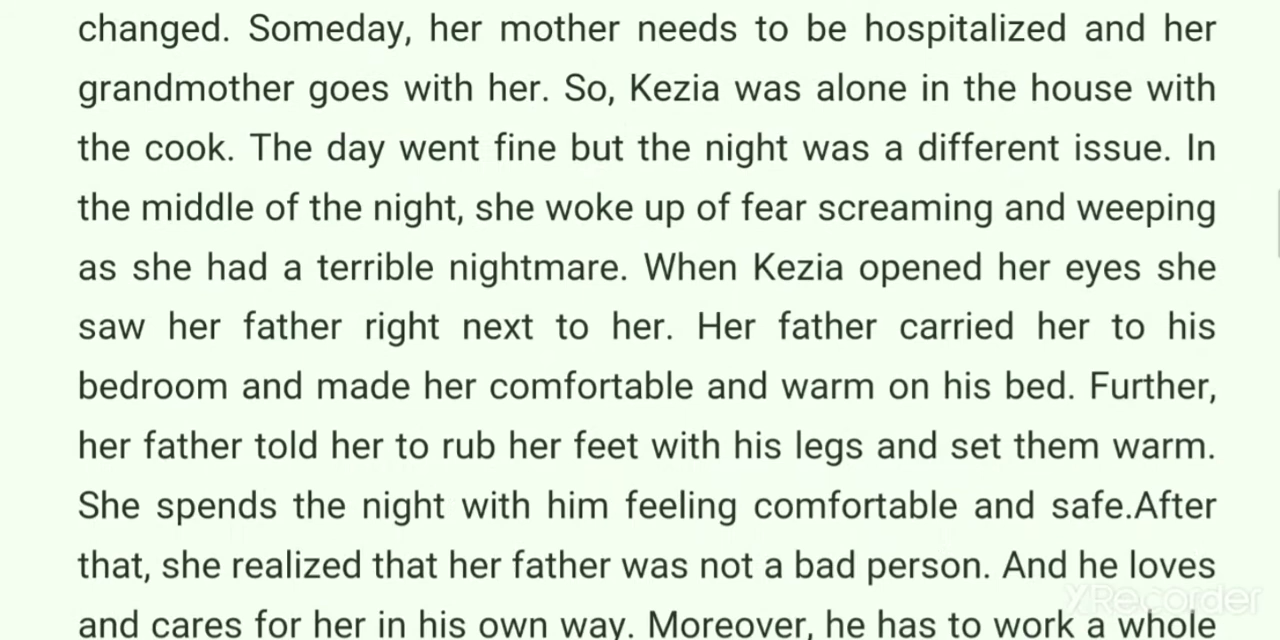 changed. Someday, her mother needs to be hospitalized and her
grandmother goes with her. So, Kezia was alone in the house with
the cook. The day went fine but the night was a different issue. In
the middle of the night, she woke up of fear screaming and weeping
as she had a terrible nightmare. When Kezia opened her eyes she
saw her father right next to her. Her father carried her to his
bedroom and made her comfortable and warm on his bed. Further,
her father told her to rub her feet with his legs and set them warm.
She spends the night with him feeling comfortable and safe.After
that, she realized that her father was not a bad person. And he loves
and cares for her in his own way. Moreover, he has to work a whole
XRecorder